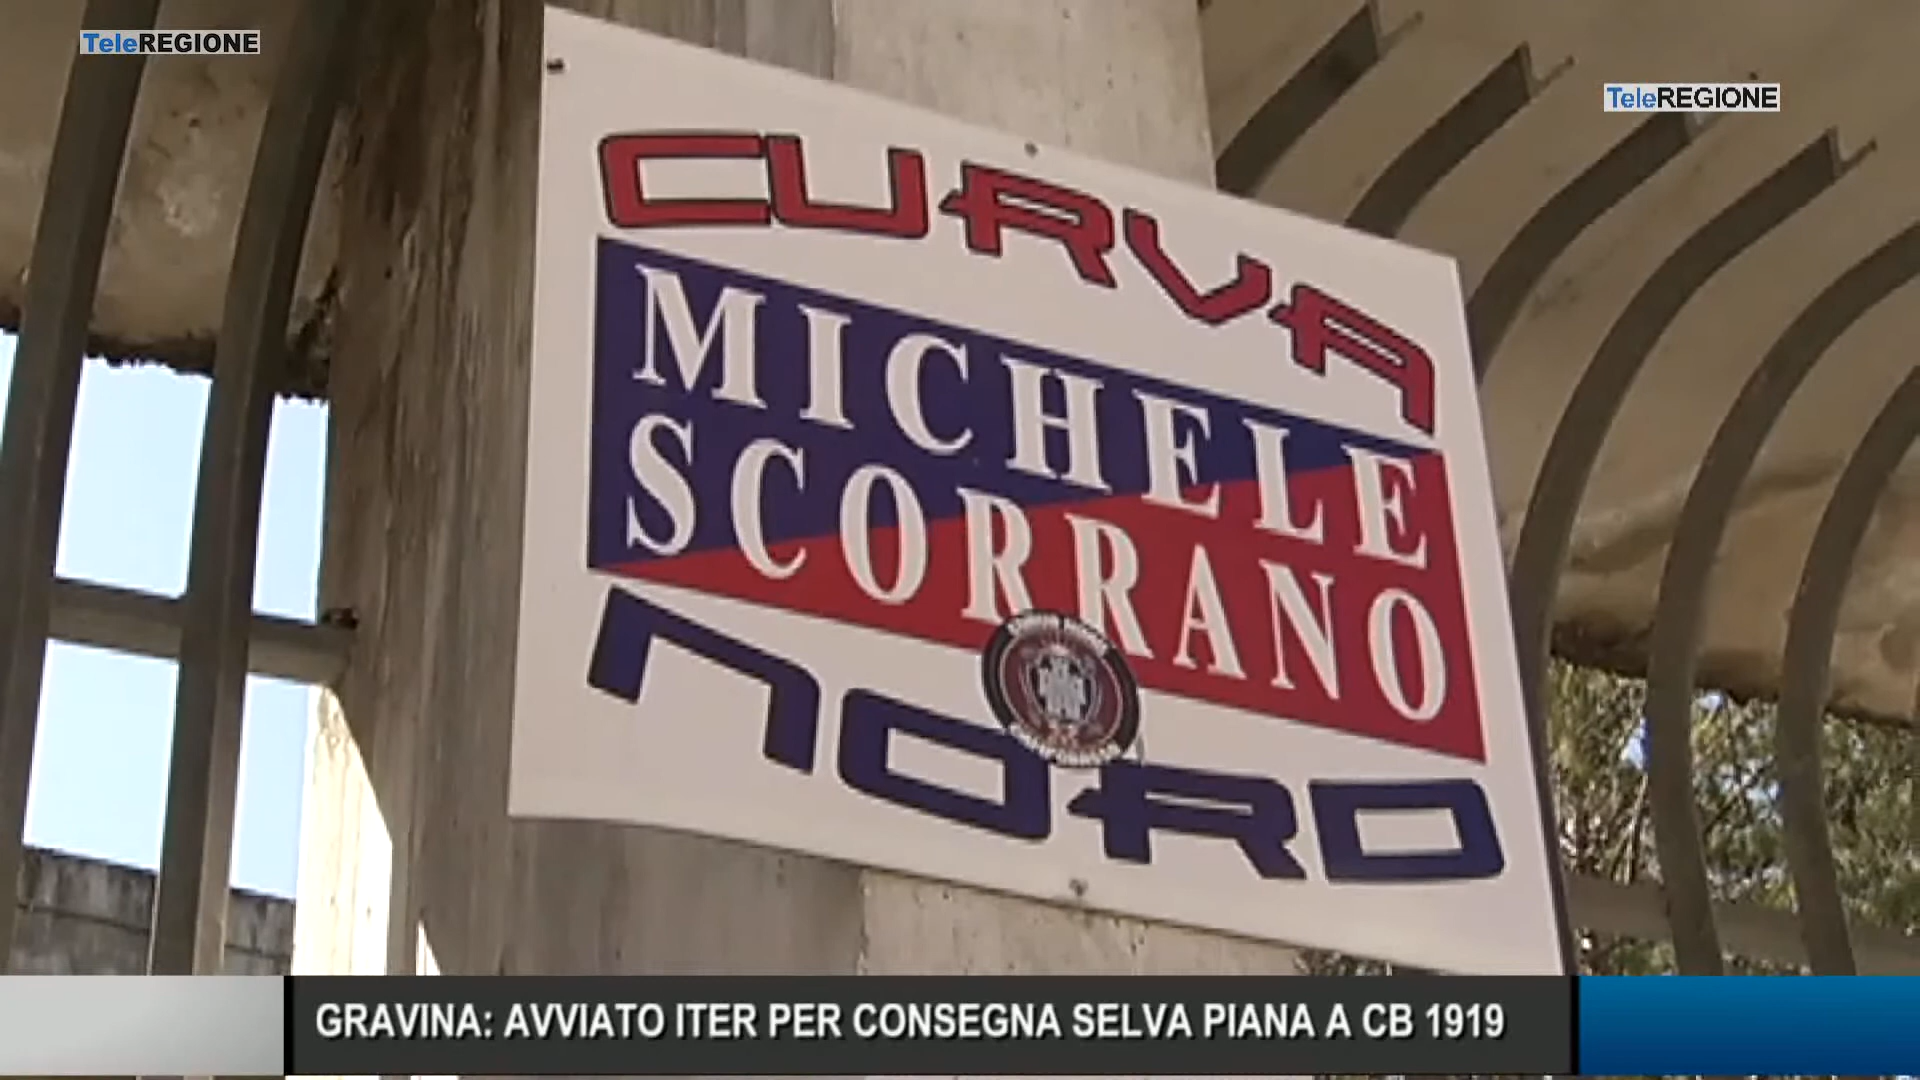 TeleREGIONE
TeleREGIONE
CURVA
MICHELE
SCORRANO
NORD
GRAVINA: AVVIATO ITER PER CONSEGNA SELVA PIANA A CB 1919